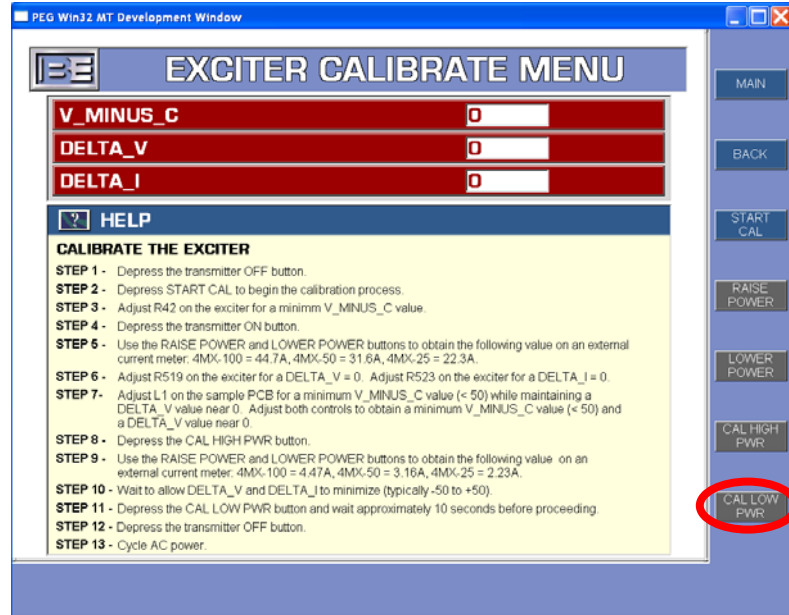 PEG Win32 MT Development Window
BE EXCITER CALIBRATE MENU
V_MINUS_C 0
DELTA_V 0
DELTA_I 0
? HELP
CALIBRATE THE EXCITER
STEP 1 - Depress the transmitter OFF button.
STEP 2 - Depress START CAL to begin the calibration process.
STEP 3 - Adjust R42 on the exciter for a minimm V_MINUS_C value.
STEP 4 - Depress the transmitter ON button.
STEP 5 - Use the RAISE POWER and LOWER POWER buttons to obtain the following value on an external
current meter: 4MX-100 = 44.7A, 4MX-50 = 31.6A, 4MX-25 = 22.3A.
STEP 6 - Adjust R519 on the exciter for a DELTA_V = 0. Adjust R523 on the exciter for a DELTA_I = 0.
STEP 7- Adjust L1 on the sample PCB for a minimum V_MINUS_C value (< 50) while maintaining a
DELTA_V value near 0. Adjust both controls to obtain a minimum V_MINUS_C value (< 50) and
a DELTA_V value near 0.
STEP 8 - Depress the CAL HIGH PWR button.
STEP 9 - Use the RAISE POWER and LOWER POWER buttons to obtain the following value on an
external current meter: 4MX-100 = 4.47A, 4MX-50 = 3.16A, 4MX-25 = 2.23A.
STEP 10 - Wait to allow DELTA_V and DELTA_I to minimize (typically -50 to +50).
STEP 11 - Depress the CAL LOW PWR button and wait approximately 10 seconds before proceeding.
STEP 12 - Depress the transmitter OFF button.
STEP 13 - Cycle AC power.
MAIN
BACK
START
CAL
RAISE
POWER
LOWER
POWER
CAL HIGH
PWR
CAL LOW
PWR